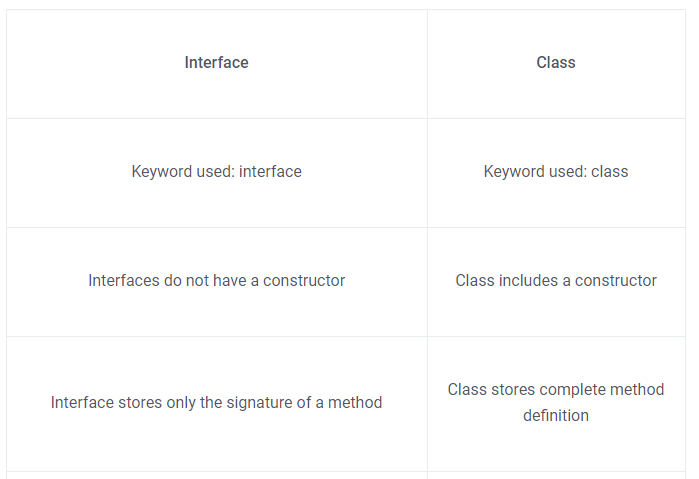 Interface
Class
Keyword used: interface
Keyword used: class
Interfaces do not have a constructor
Class includes a constructor
Interface stores only the signature of a method
Class stores complete method
definition